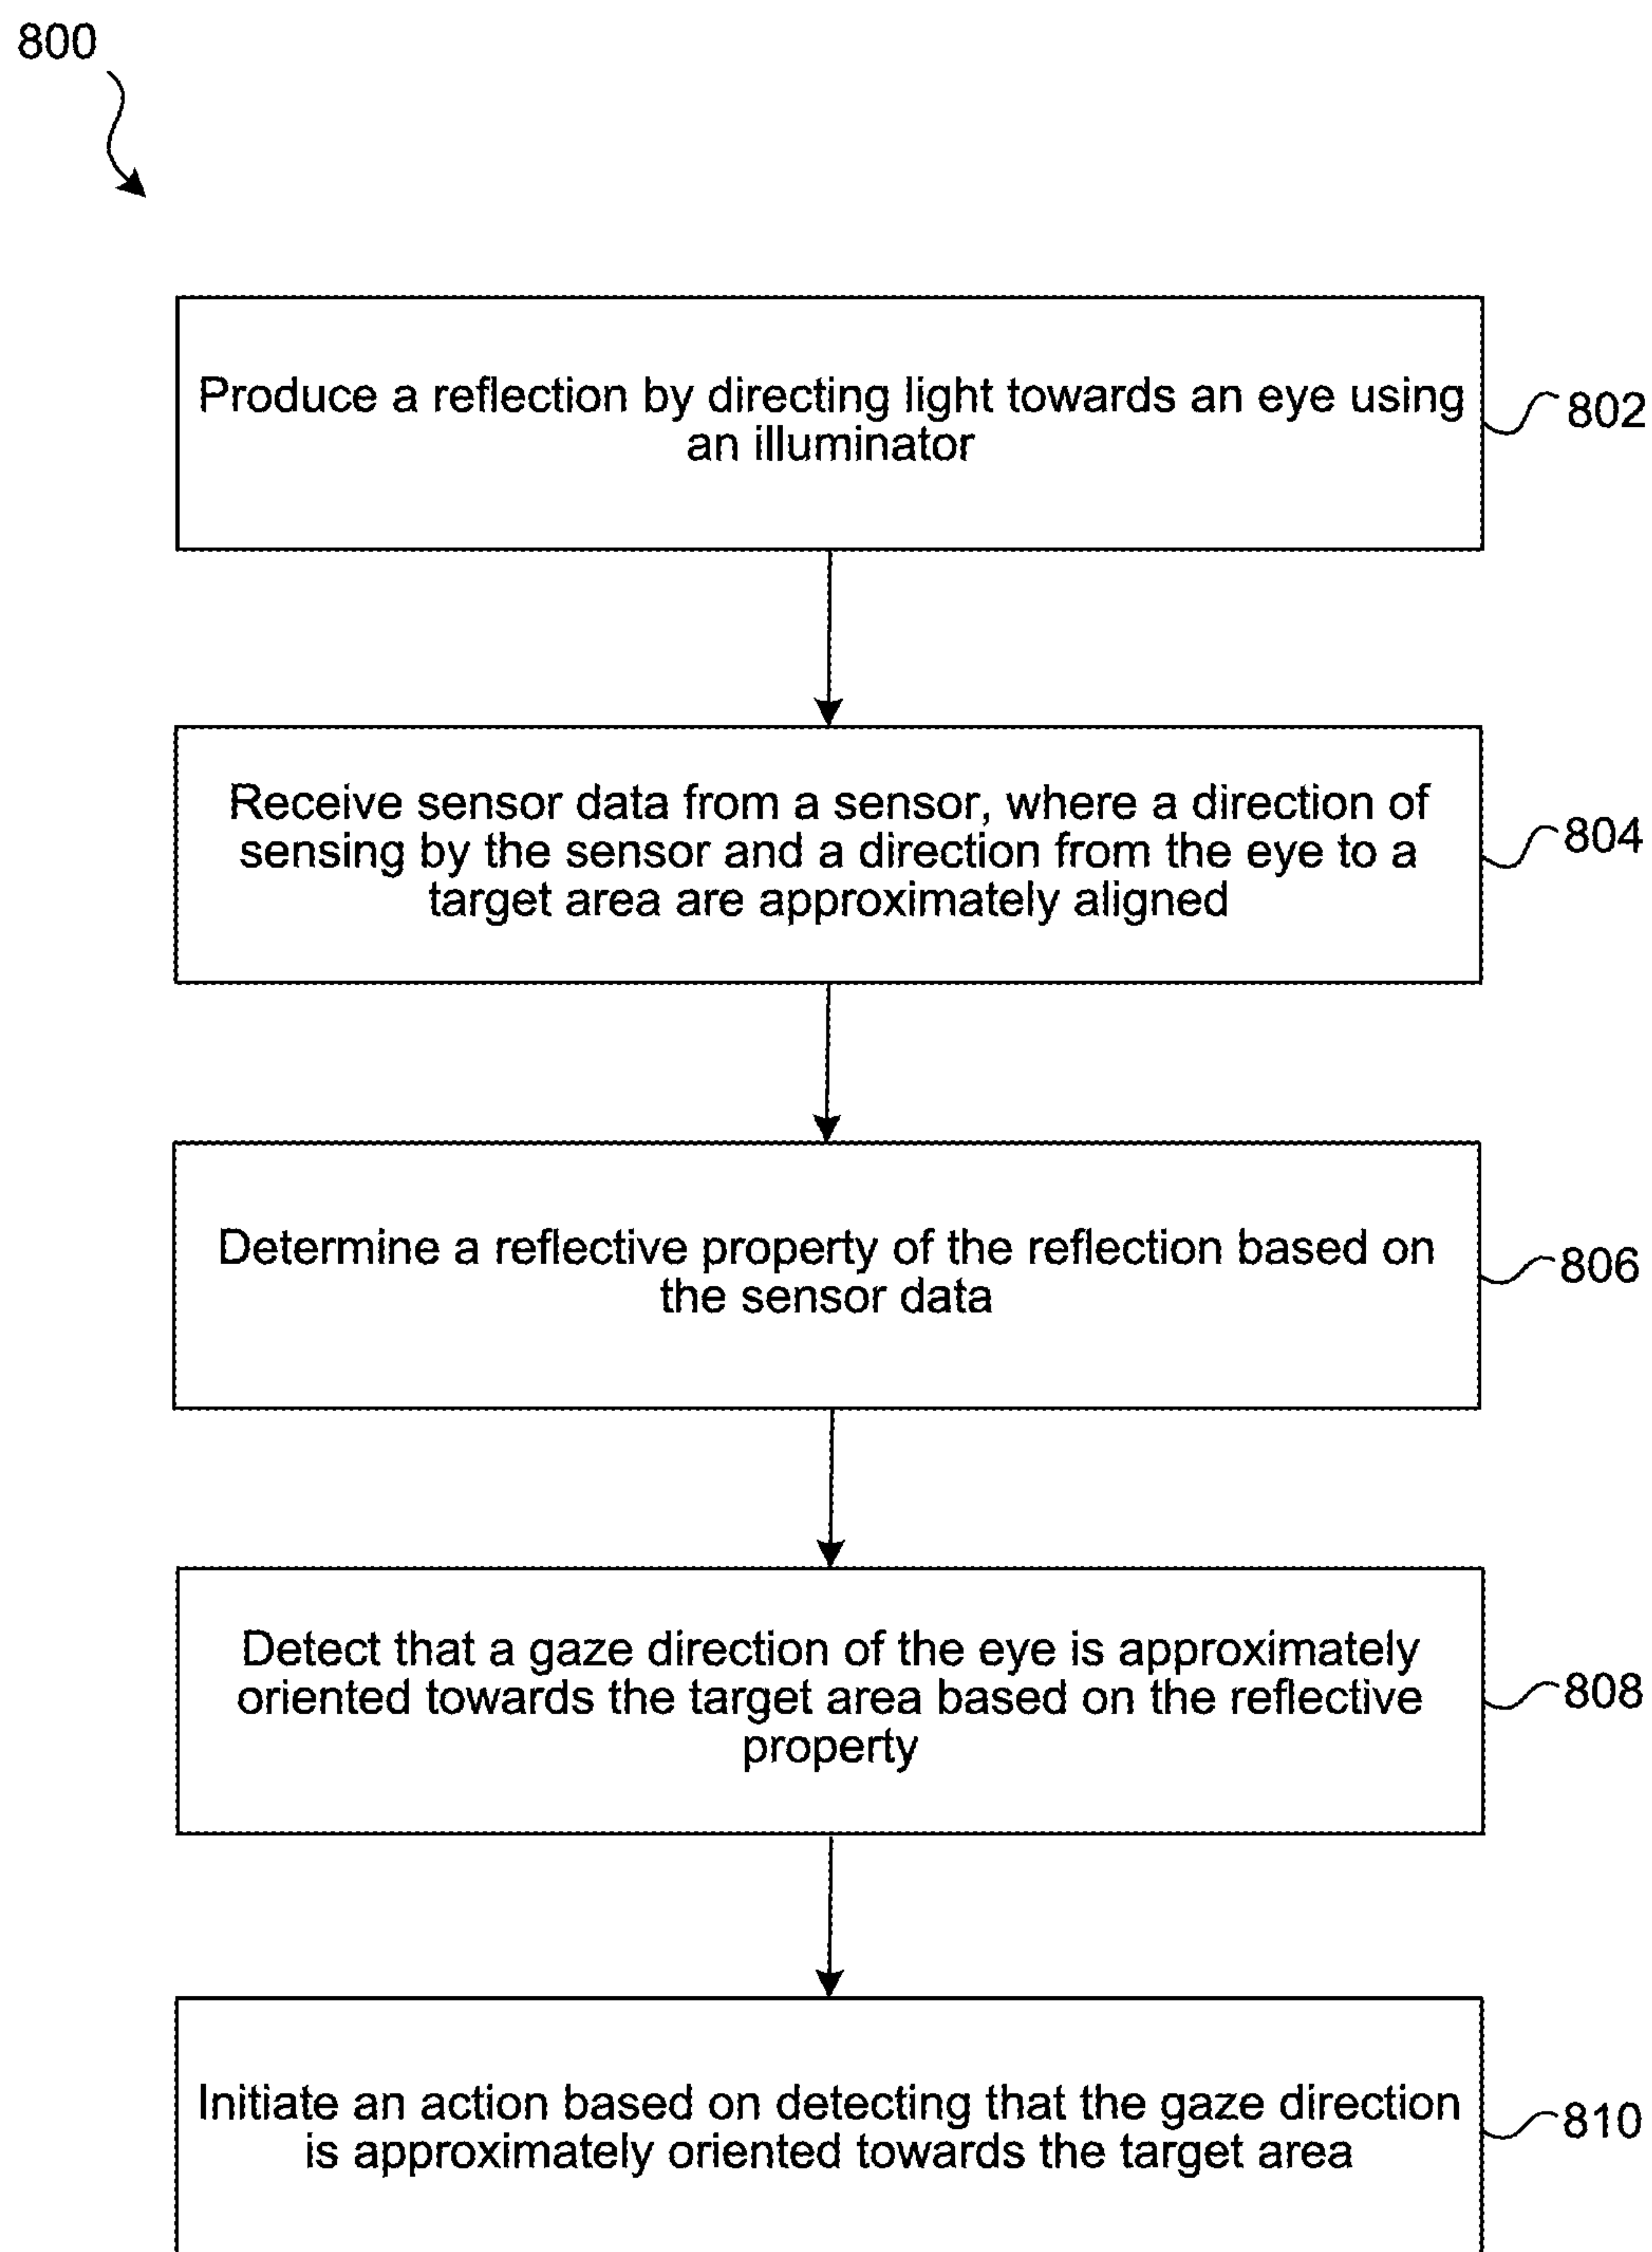 800
Produce a reflection by directing light towards an eye using
an illuminator
802
Receive sensor data from a sensor, where a direction of
sensing by the sensor and a direction from the eye to a
target area are approximately aligned
804
Determine a reflective property of the reflection based on
the sensor data
806
Detect that a gaze direction of the eye is approximately
oriented towards the target area based on the reflective
property
808
Initiate an action based on detecting that the gaze direction
is approximately oriented towards the target area
810